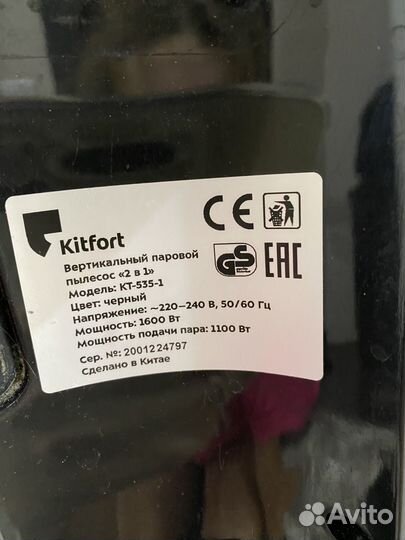 Kitfort
Вертикальный паровой
пылесос «2 в 1»
Модель: KT-535-1
Цвет: черный
Напряжение: ~220–240 В, 50/60 Гц
Мощность: 1600 Вт
Мощность подачи пара: 1100 Вт
Сер. №: 2001224797
Сделано в Китае
CE
GS
EAC
Avito